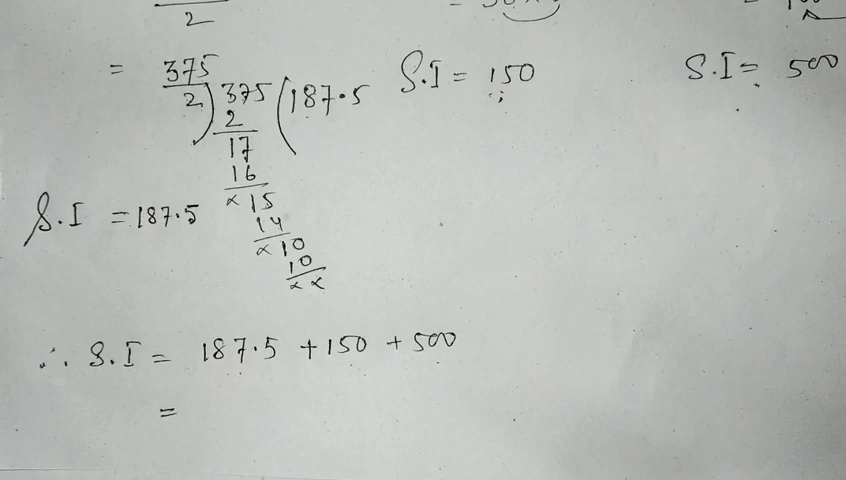 2
= 375 S.I = 150 S.I = 500
2) 375 (187.5
2
17
16
S.I = 187.5 × 15
14
× 10
10
× ×
∴ S.I = 187.5 + 150 + 500
=